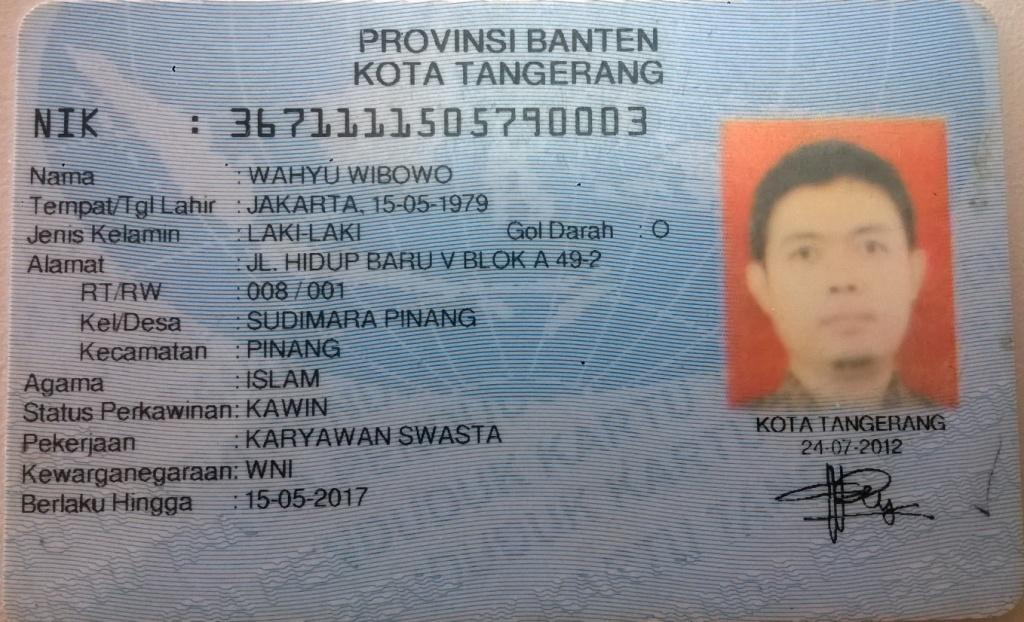 PROVINSI BANTEN
KOTA TANGERANG
NIK : 3671111505790003
Nama : WAHYU WIBOWO
Tempat/Tgl Lahir : JAKARTA, 15-05-1979
Jenis Kelamin : LAKI-LAKI Gol Darah : O
Alamat : JL. HIDUP BARU V BLOK A 49-2
RT/RW : 008 / 001
Kel/Desa : SUDIMARA PINANG
Kecamatan : PINANG
Agama : ISLAM
Status Perkawinan: KAWIN
Pekerjaan : KARYAWAN SWASTA
Kewarganegaraan: WNI
Berlaku Hingga : 15-05-2017
KOTA TANGERANG
24-07-2012